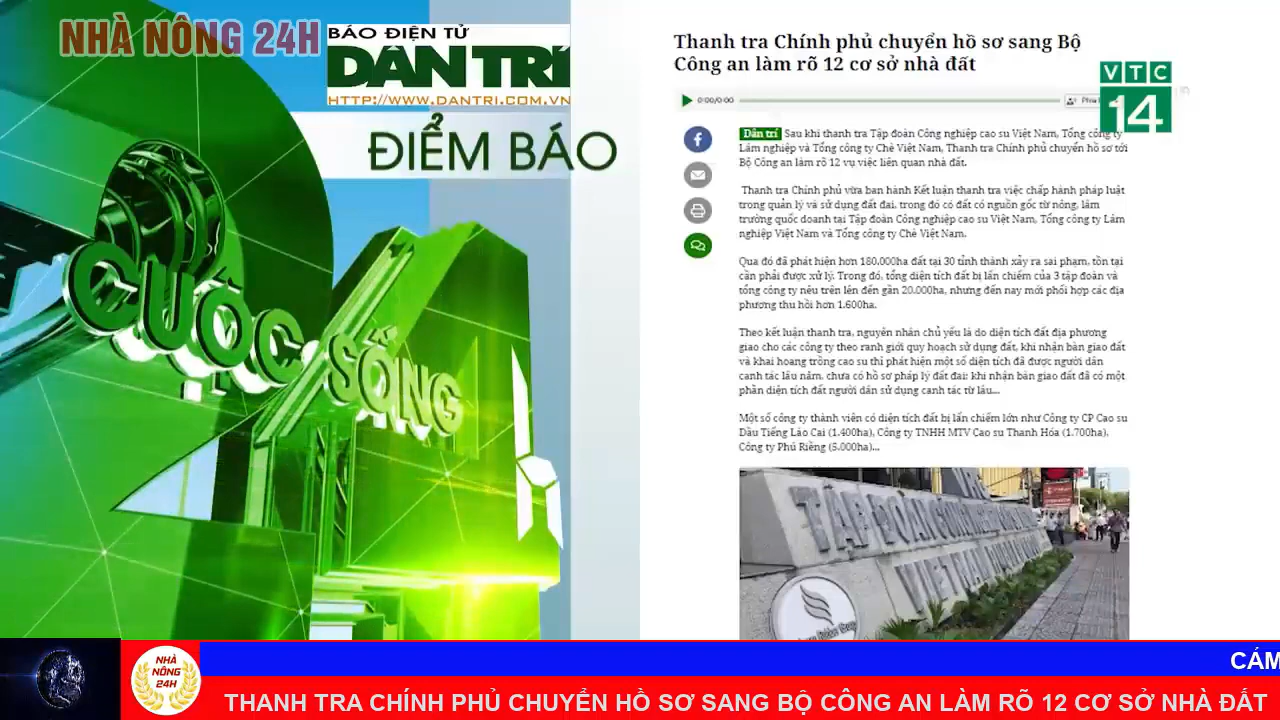 NHÀ NÔNG 24H
BÁO ĐIỆN TỬ
DÂN TRÍ
HTTP://WWW.DANTRI.COM.VN
ĐIỂM BÁO
CUỘC SỐNG
24
Thanh tra Chính phủ chuyển hồ sơ sang Bộ
Công an làm rõ 12 cơ sở nhà đất
VTC
14
0:00/0:00
Dân trí Sau khi thanh tra Tập đoàn Công nghiệp cao su Việt Nam, Tổng công ty
Lâm nghiệp và Tổng công ty Chè Việt Nam, Thanh tra Chính phủ chuyển hồ sơ tới
Bộ Công an làm rõ 12 vụ việc liên quan nhà đất.
Thanh tra Chính phủ vừa ban hành Kết luận thanh tra việc chấp hành pháp luật
trong quản lý và sử dụng đất đai, trong đó có đất có nguồn gốc từ nông, lâm
trường quốc doanh tại Tập đoàn Công nghiệp cao su Việt Nam, Tổng công ty Lâm
nghiệp Việt Nam và Tổng công ty Chè Việt Nam.
Qua đó đã phát hiện hơn 180.000ha đất tại 30 tỉnh thành xảy ra sai phạm, tồn tại
cần phải được xử lý. Trong đó, tổng diện tích đất bị lấn chiếm của 3 tập đoàn và
tổng công ty nêu trên lên đến gần 20.000ha, nhưng đến nay mới phối hợp các địa
phương thu hồi hơn 1.600ha.
Theo kết luận thanh tra, nguyên nhân chủ yếu là do diện tích đất địa phương
giao cho các công ty theo ranh giới quy hoạch sử dụng đất, khi nhận bàn giao đất
và khai hoang trồng cao su thì phát hiện một số diện tích đã được người dân
canh tác lâu năm, chưa có hồ sơ pháp lý đất đai; khi nhận bàn giao đất đã có một
phần diện tích đất người dân sử dụng canh tác từ lâu...
Một số công ty thành viên có diện tích đất bị lấn chiếm lớn như Công ty CP Cao su
Dầu Tiếng Lào Cai (1.400ha), Công ty TNHH MTV Cao su Thanh Hóa (1.700ha),
Công ty Phú Riềng (5.000ha)...
TẬP ĐOÀN CÔNG NGHIỆP CAO SU
VIỆT NAM
CÁM
NHÀ
NÔNG
24H
THANH TRA CHÍNH PHỦ CHUYỂN HỒ SƠ SANG BỘ CÔNG AN LÀM RÕ 12 CƠ SỞ NHÀ ĐẤT